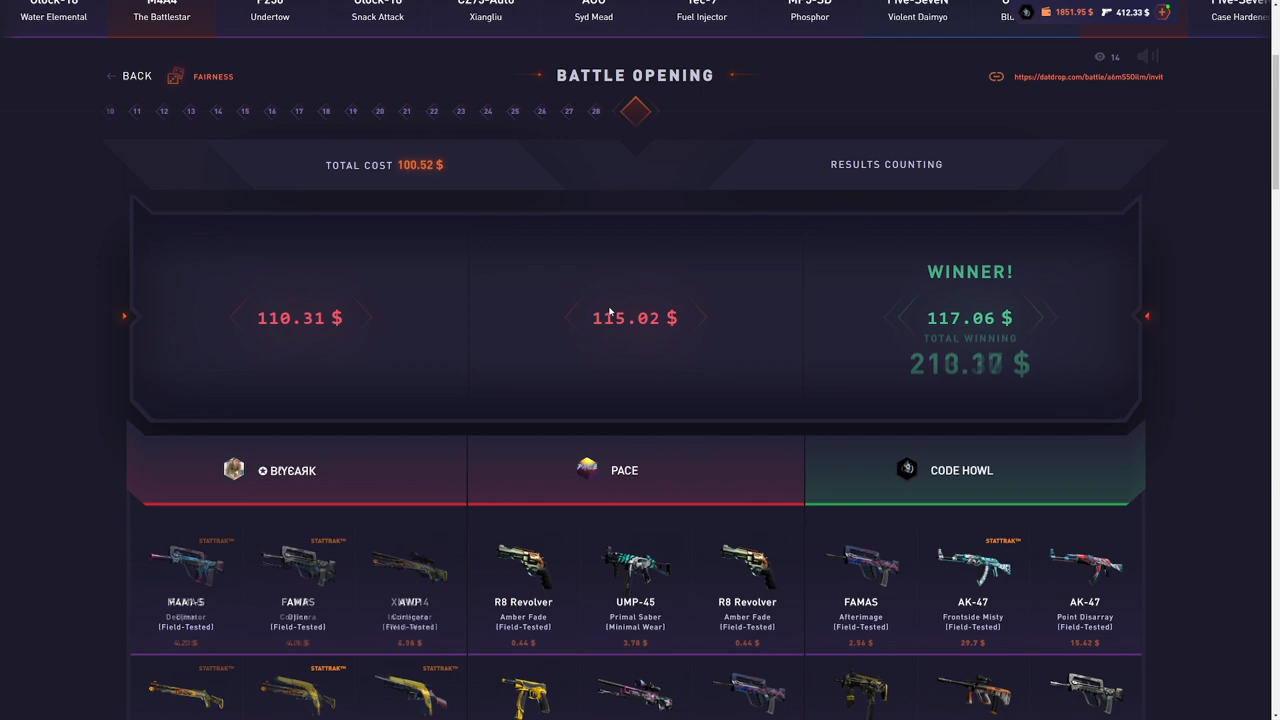 M4A4
Water Elemental
The Battlestar
Undertow
Snack Attack
Xiangliu
Syd Mead
Fuel Injector
Phosphor
Violent Daimyo
1851.95 $
412.33 $
Case Hardene
14
BACK
FAIRNESS
BATTLE OPENING
https://datdrop.com/battle/a6mS50ilm/invit
10 11 12 13 14 15 16 17 18 19 20 21 22 23 24 25 26 27 28
TOTAL COST 100.52 $
RESULTS COUNTING
WINNER!
110.31 $
115.02 $
117.06 $
TOTAL WINNING
PACE
CODE HOWL
STATTRAK™
STATTRAK™
STATTRAK™
FAMAS
R8 Revolver
UMP-45
R8 Revolver
FAMAS
AK-47
AK-47
Amber Fade
Primal Saber
Amber Fade
Afterimage
Frontside Misty
Point Disarray
(Field-Tested)
(Field-Tested)
(Field-Tested)
(Field-Tested)
(Minimal Wear)
(Field-Tested)
(Field-Tested)
(Field-Tested)
(Field-Tested)
0.44 $
3.78 $
0.44 $
2.56 $
29.7 $
15.42 $
STATTRAK™
STATTRAK™
STATTRAK™